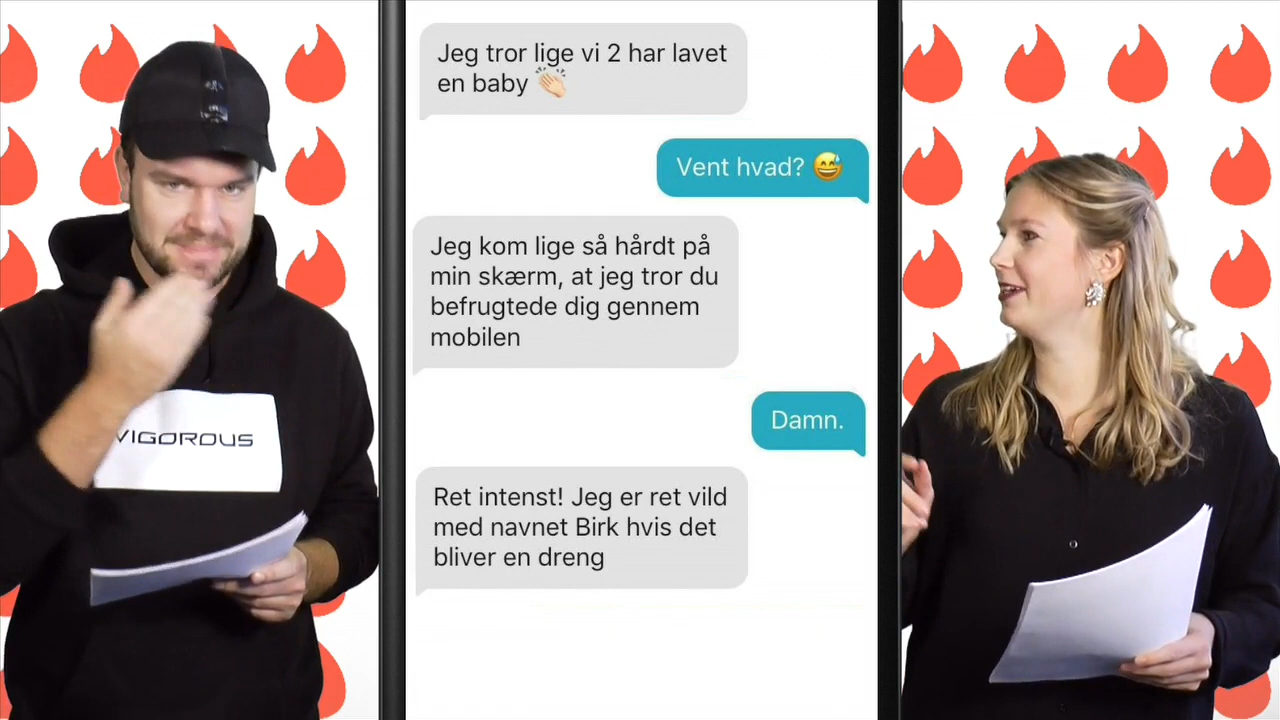 Jeg tror lige vi 2 har lavet
en baby 👏🏻
Vent hvad? 😅
Jeg kom lige så hårdt på
min skærm, at jeg tror du
befrugtede dig gennem
mobilen
Damn.
Ret intenst! Jeg er ret vild
med navnet Birk hvis det
bliver en dreng
VIGOROUS